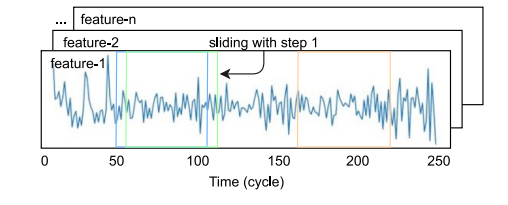 ... feature-n
feature-2 sliding with step 1
feature-1
0 50 100 150 200 250
Time (cycle)